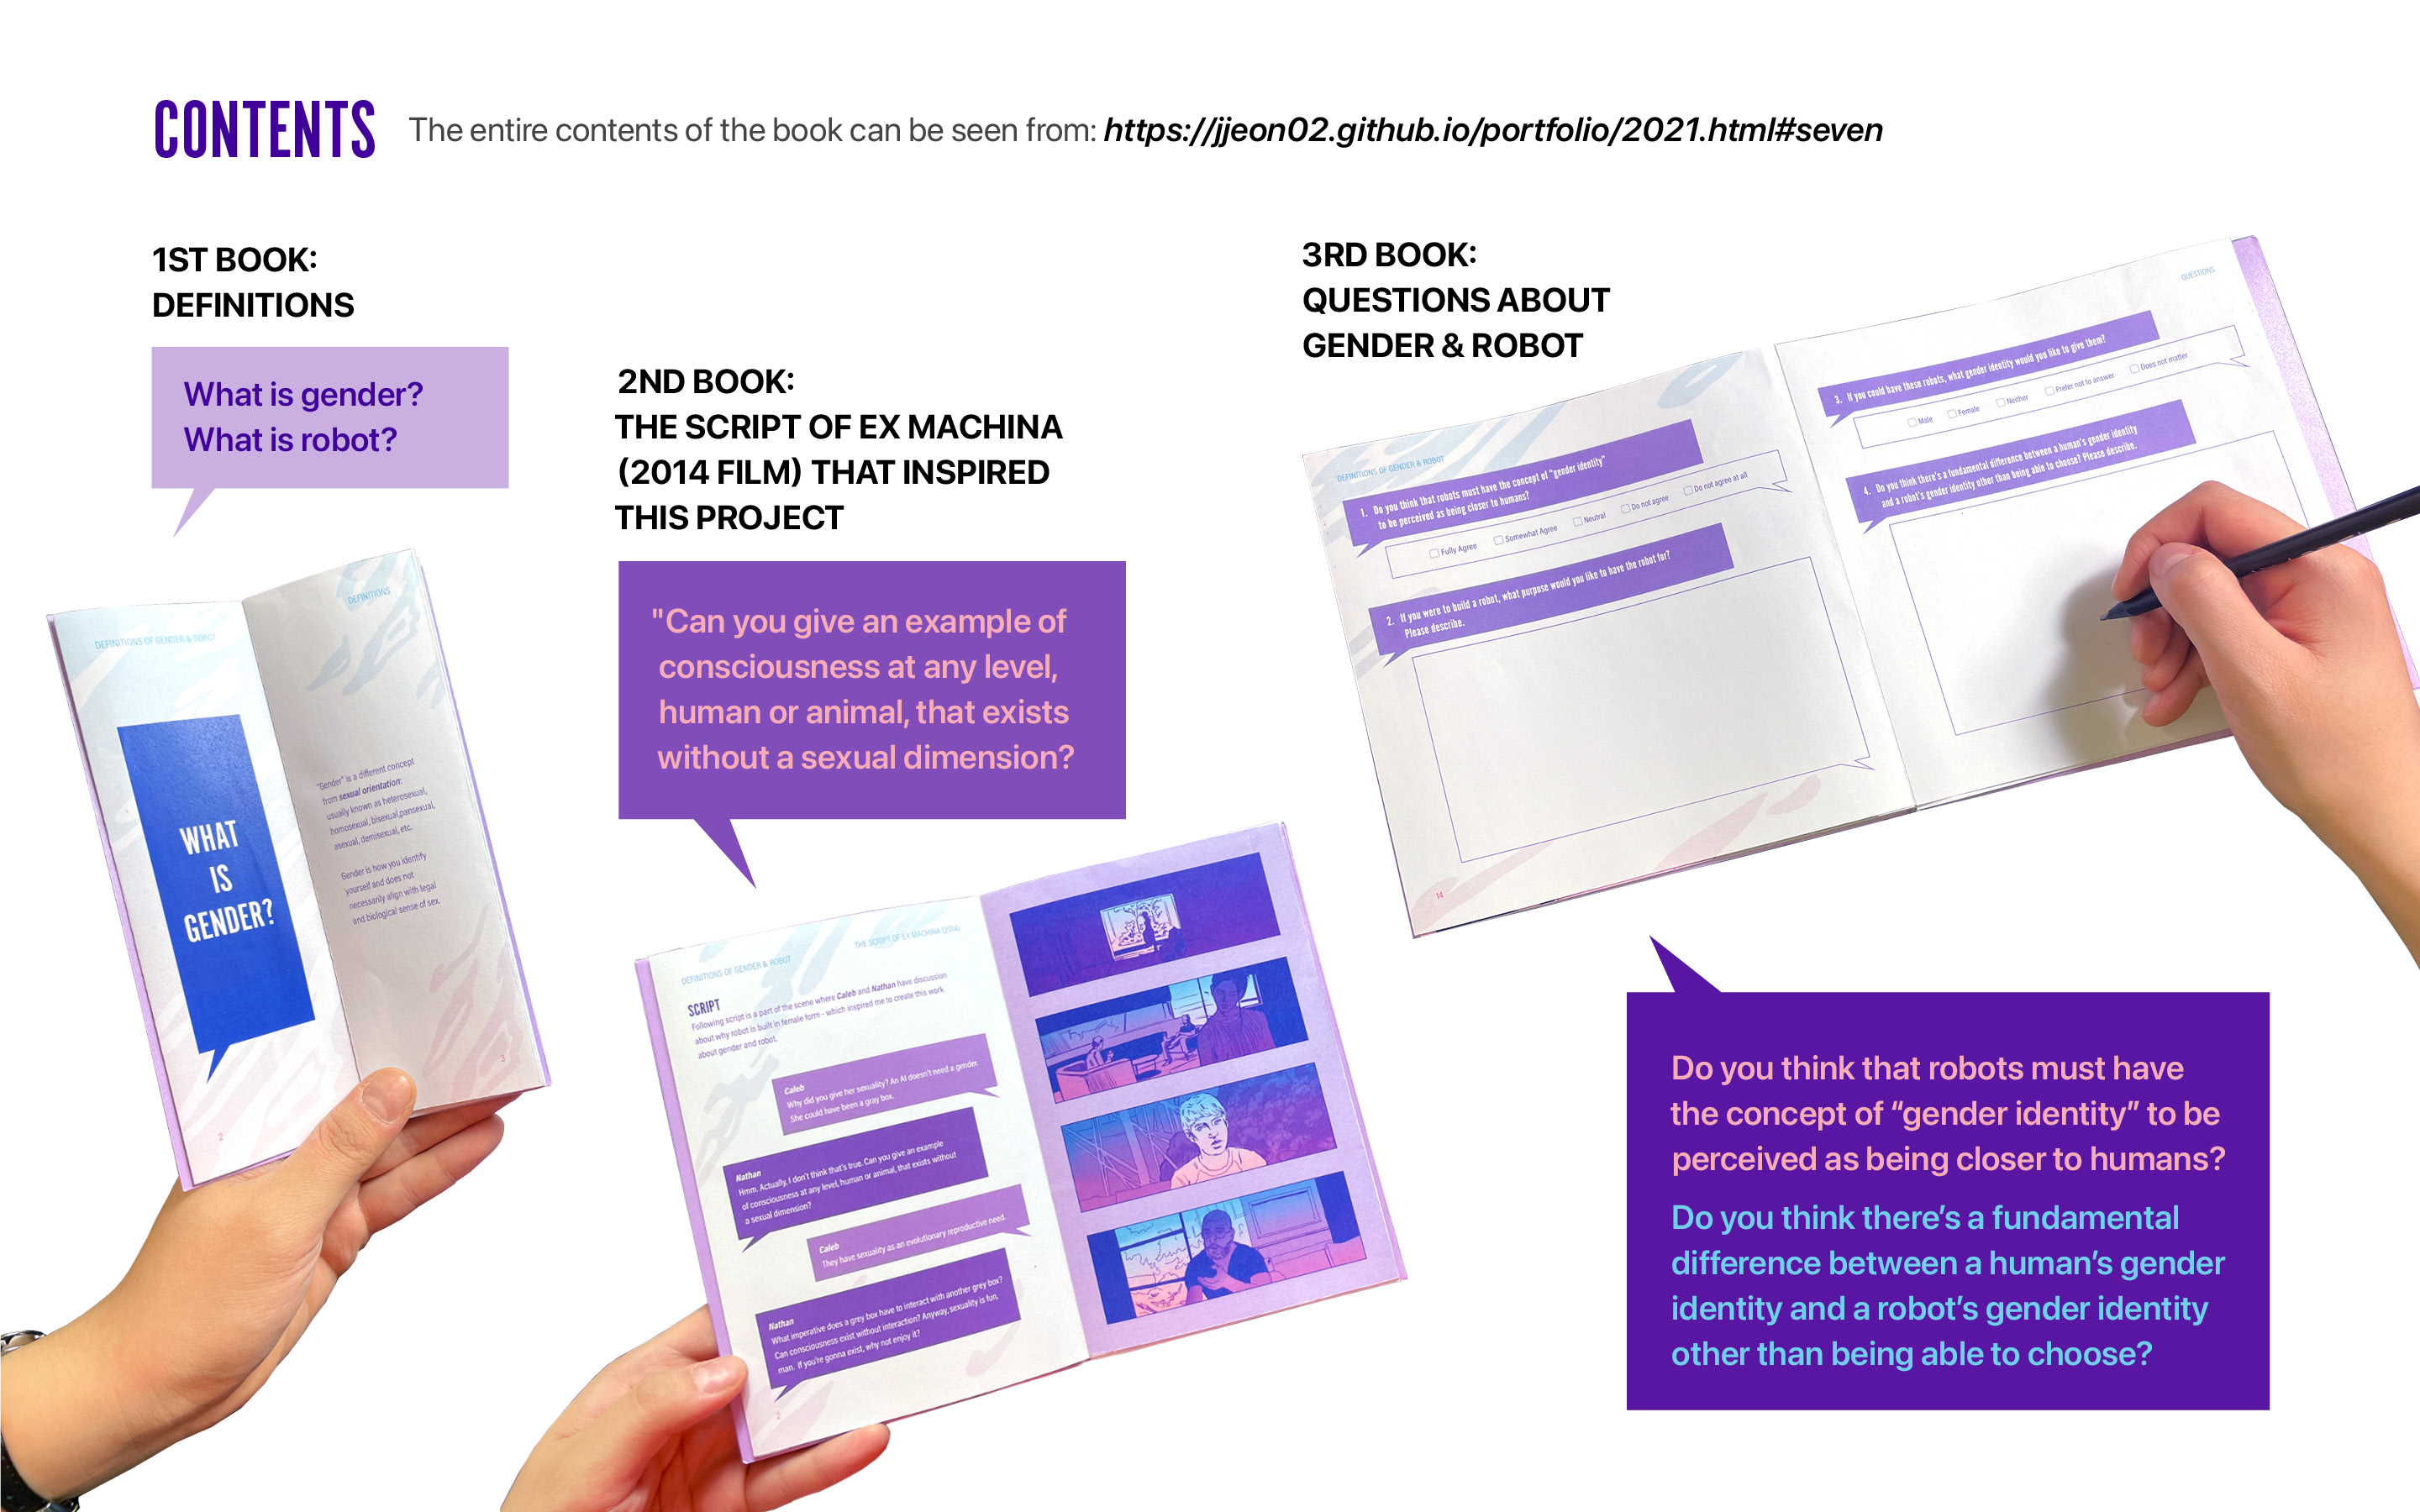 CONTENTS
The entire contents of the book can be seen from: https://jjeon02.github.io/portfolio/2021.html#seven
1ST BOOK:
DEFINITIONS
What is gender?
What is robot?
DEFINITIONS OF GENDER & ROBOT
DEFINITIONS
WHAT
IS
GENDER?
"Gender" is a different concept
from sexual orientation:
usually known as heterosexual,
homosexual, bisexual,pansexual,
asexual, demisexual, etc.
Gender is how you identify
yourself and does not
necessarily align with legal
and biological sense of sex.
2
3
2ND BOOK:
THE SCRIPT OF EX MACHINA
(2014 FILM) THAT INSPIRED
THIS PROJECT
"Can you give an example of
consciousness at any level,
human or animal, that exists
without a sexual dimension?
DEFINITIONS OF GENDER & ROBOT
THE SCRIPT OF EX MACHINA (2014)
SCRIPT
Following script is a part of the scene where Caleb and Nathan have discussion
about why robot is built in female form - which inspired me to create this work
about gender and robot.
Caleb
Why did you give her sexuality? An AI doesn't need a gender.
She could have been a gray box.
Nathan
Hmm. Actually, I don't think that's true. Can you give an example
of consciousness at any level, human or animal, that exists without
a sexual dimension?
Caleb
They have sexuality as an evolutionary reproductive need.
Nathan
What imperative does a grey box have to interact with another grey box?
Can consciousness exist without interaction? Anyway, sexuality is fun,
man. If you're gonna exist, why not enjoy it?
2
3RD BOOK:
QUESTIONS ABOUT
GENDER & ROBOT
DEFINITIONS OF GENDER & ROBOT
1. Do you think that robots must have the concept of "gender identity"
to be perceived as being closer to humans?
Fully Agree Somewhat Agree Neutral Do not agree Do not agree at all
2. If you were to build a robot, what purpose would you like to have the robot for?
Please describe.
14
QUESTIONS
3. If you could have these robots, what gender identity would you like to give them?
Male Female Neither Prefer not to answer Does not matter
4. Do you think there's a fundamental difference between a human's gender identity
and a robot's gender identity other than being able to choose? Please describe.
Do you think that robots must have
the concept of “gender identity” to be
perceived as being closer to humans?
Do you think there’s a fundamental
difference between a human’s gender
identity and a robot’s gender identity
other than being able to choose?